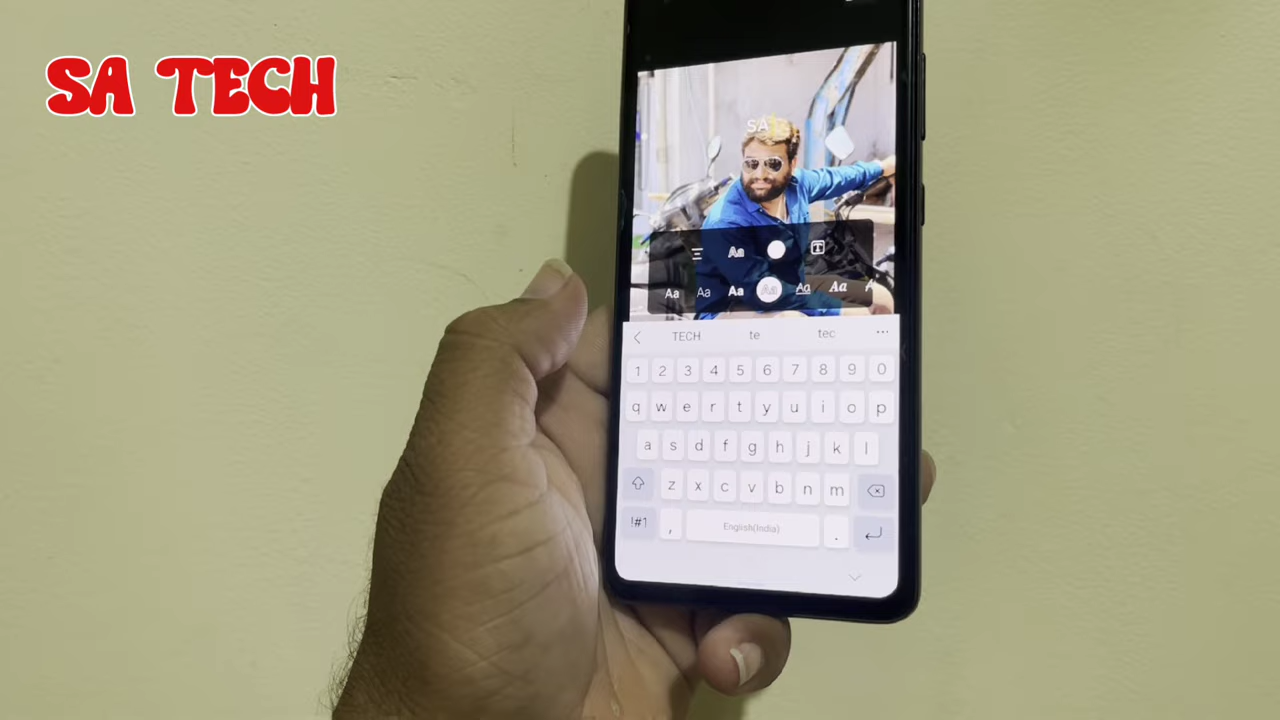 SA TECH
SA
Aa
Aa Aa Aa Aa Aa Aa
TECH te tec ...
1 2 3 4 5 6 7 8 9 0
q w e r t y u i o p
a s d f g h j k l
z x c v b n m
!#1 , English(India) .